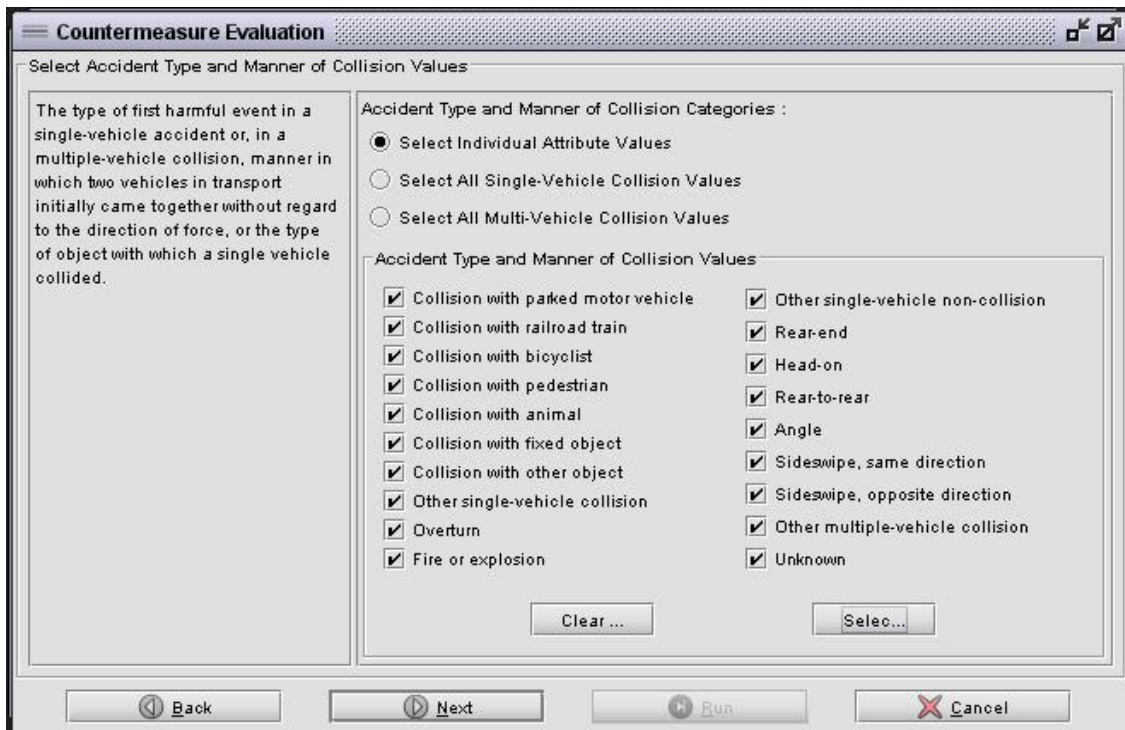 Countermeasure Evaluation
Select Accident Type and Manner of Collision Values
The type of first harmful event in a
single-vehicle accident or, in a
multiple-vehicle collision, manner in
which two vehicles in transport
initially came together without regard
to the direction of force, or the type
of object with which a single vehicle
collided.
Accident Type and Manner of Collision Categories :
Select Individual Attribute Values
Select All Single-Vehicle Collision Values
Select All Multi-Vehicle Collision Values
Accident Type and Manner of Collision Values
Collision with parked motor vehicle
Collision with railroad train
Collision with bicyclist
Collision with pedestrian
Collision with animal
Collision with fixed object
Collision with other object
Other single-vehicle collision
Overturn
Fire or explosion
Other single-vehicle non-collision
Rear-end
Head-on
Rear-to-rear
Angle
Sideswipe, same direction
Sideswipe, opposite direction
Other multiple-vehicle collision
Unknown
Clear ...
Selec...
Back
Next
Run
Cancel